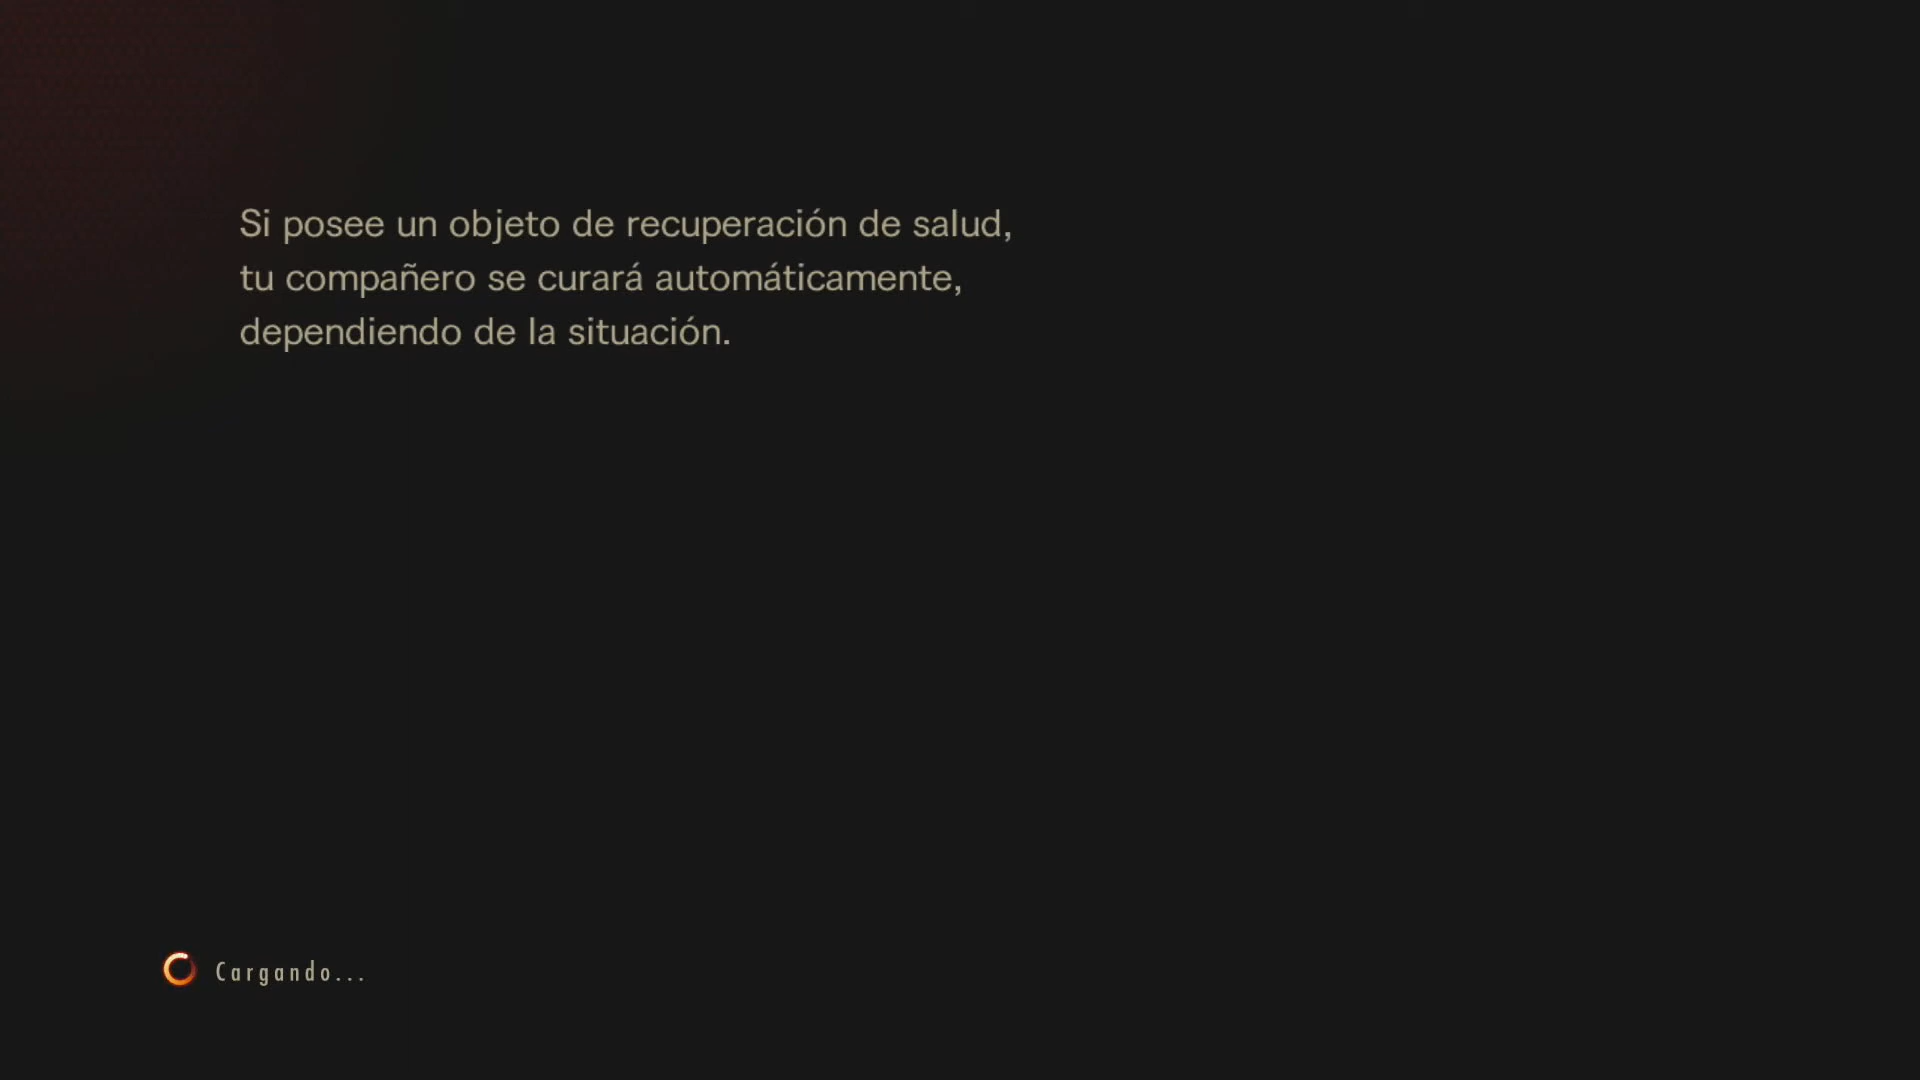 Si posee un objeto de recuperación de salud,
tu compañero se curará automáticamente,
dependiendo de la situación.
Cargando...